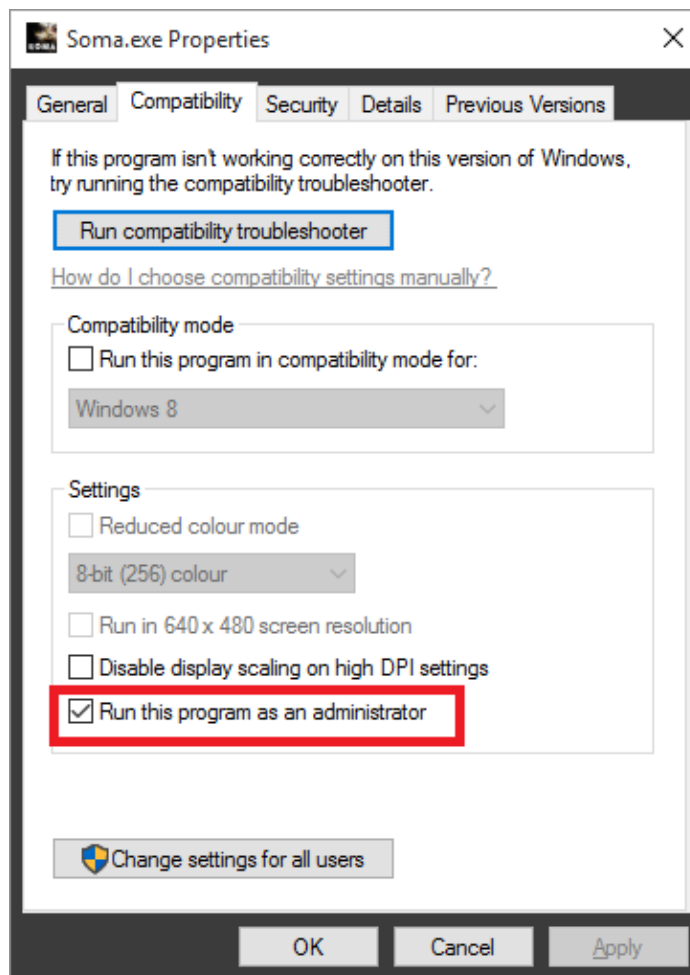 Soma.exe Properties
General Compatibility Security Details Previous Versions
If this program isn't working correctly on this version of Windows,
try running the compatibility troubleshooter.
Run compatibility troubleshooter
How do I choose compatibility settings manually?
Compatibility mode
Run this program in compatibility mode for:
Windows 8
Settings
Reduced colour mode
8-bit (256) colour
Run in 640 x 480 screen resolution
Disable display scaling on high DPI settings
Run this program as an administrator
Change settings for all users
OK Cancel Apply